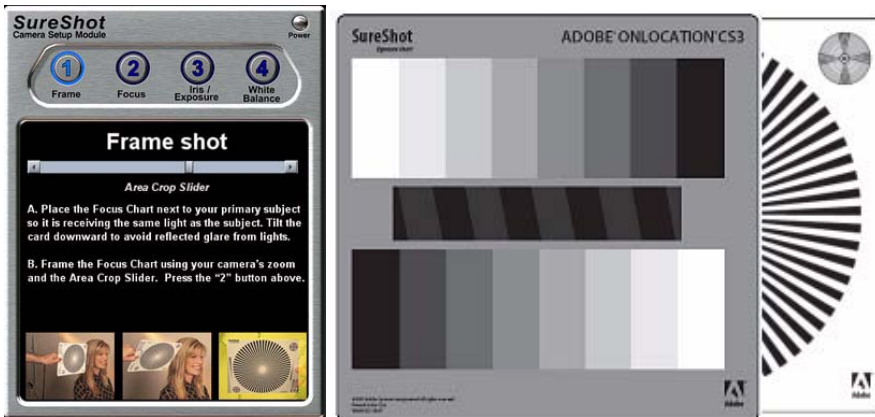 SureShot
Camera Setup Module
Power
1
2
3
4
Frame
Focus
Iris /
Exposure
White
Balance
Frame shot
Area Crop Slider
A. Place the Focus Chart next to your primary subject
so it is receiving the same light as the subject. Tilt the
card downward to avoid reflected glare from lights.
B. Frame the Focus Chart using your camera's zoom
and the Area Crop Slider. Press the “2” button above.
SureShot
ADOBE ONLOCATION CS3
Adobe
Adobe